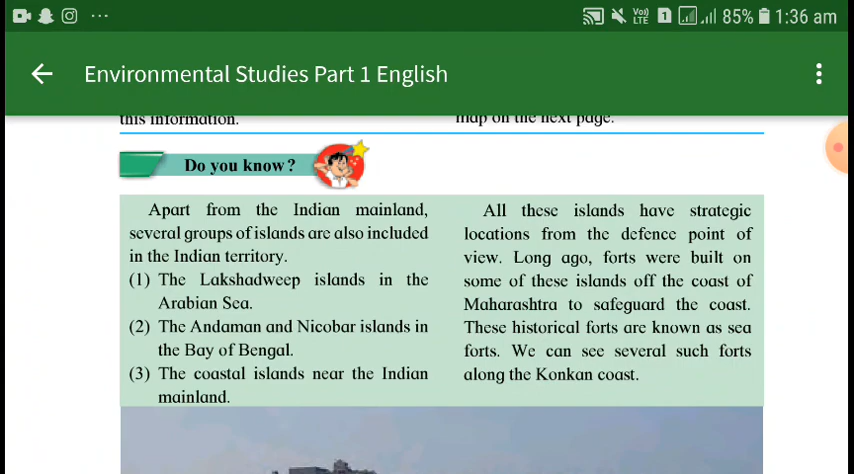 VoLTE 1 85% 1:36 am
Environmental Studies Part 1 English
this information.
map on the next page.
Do you know?
Apart from the Indian mainland,
several groups of islands are also included
in the Indian territory.
(1) The Lakshadweep islands in the
Arabian Sea.
(2) The Andaman and Nicobar islands in
the Bay of Bengal.
(3) The coastal islands near the Indian
mainland.
All these islands have strategic
locations from the defence point of
view. Long ago, forts were built on
some of these islands off the coast of
Maharashtra to safeguard the coast.
These historical forts are known as sea
forts. We can see several such forts
along the Konkan coast.